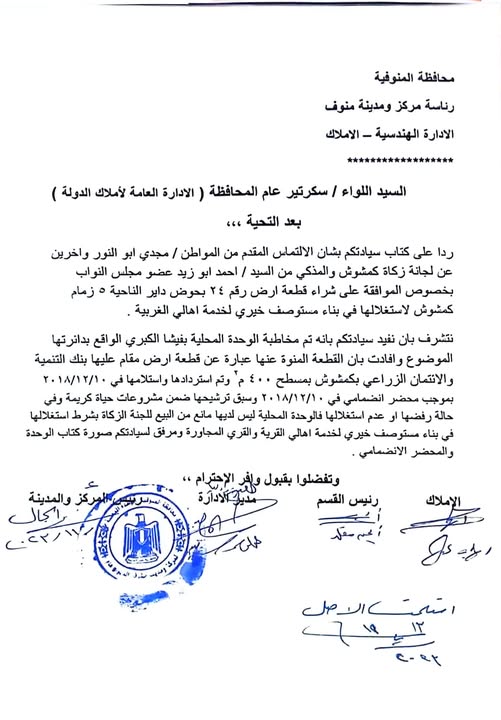 محافظة المنوفية
رئاسة مركز ومدينة منوف
الادارة الهندسية – الاملاك
******************
السيد اللواء / سكرتير عام المحافظة ( الادارة العامة لأملاك الدولة )
بعد التحية ،،،
ردا على كتاب سيادتكم بشان الالتماس المقدم من المواطن / مجدي ابو النور واخرين
عن لجانة زكاة كمشوش والمذكي من السيد / احمد ابو زيد عضو مجلس النواب
بخصوص الموافقة على شراء قطعة ارض رقم ٢٤ بحوض داير الناحية ٥ زمام
كمشوش لاستغلالها في بناء مستوصف خيري لخدمة اهالي الغربية .
نتشرف بان نفيد سيادتكم بانه تم مخاطبة الوحدة المحلية بفيشا الكبري الواقع بدائرتها
الموضوع وافادت بان القطعة المنوة عنها عبارة عن قطعة ارض مقام عليها بنك التنمية
والائتمان الزراعي بكمشوش بمسطح ٤٠٠ م٢ وتم استردادها واستلامها في ٢٠١٨/١٢/١٠
بموجب محضر انضمامي في ٢٠١٨/١٢/١٠ وسبق ترشيحها ضمن مشروعات حياة كريمة وفي
حالة رفضها او عدم استغلالها فالوحدة المحلية ليس لديها مانع من البيع للجنة الزكاة بشرط استغلالها
في بناء مستوصف خيري لخدمة اهالي القرية والقري المجاورة ومرفق لسيادتكم صورة كتاب الوحدة
والمحضر الانضمامي .
وتفضلوا بقبول وافر الإحترام ،،
الاملاك رئيس القسم مدير الادارة رئيس المركز والمدينة
استلمت الاصل
١٩ ١٢
٢٠٢٣